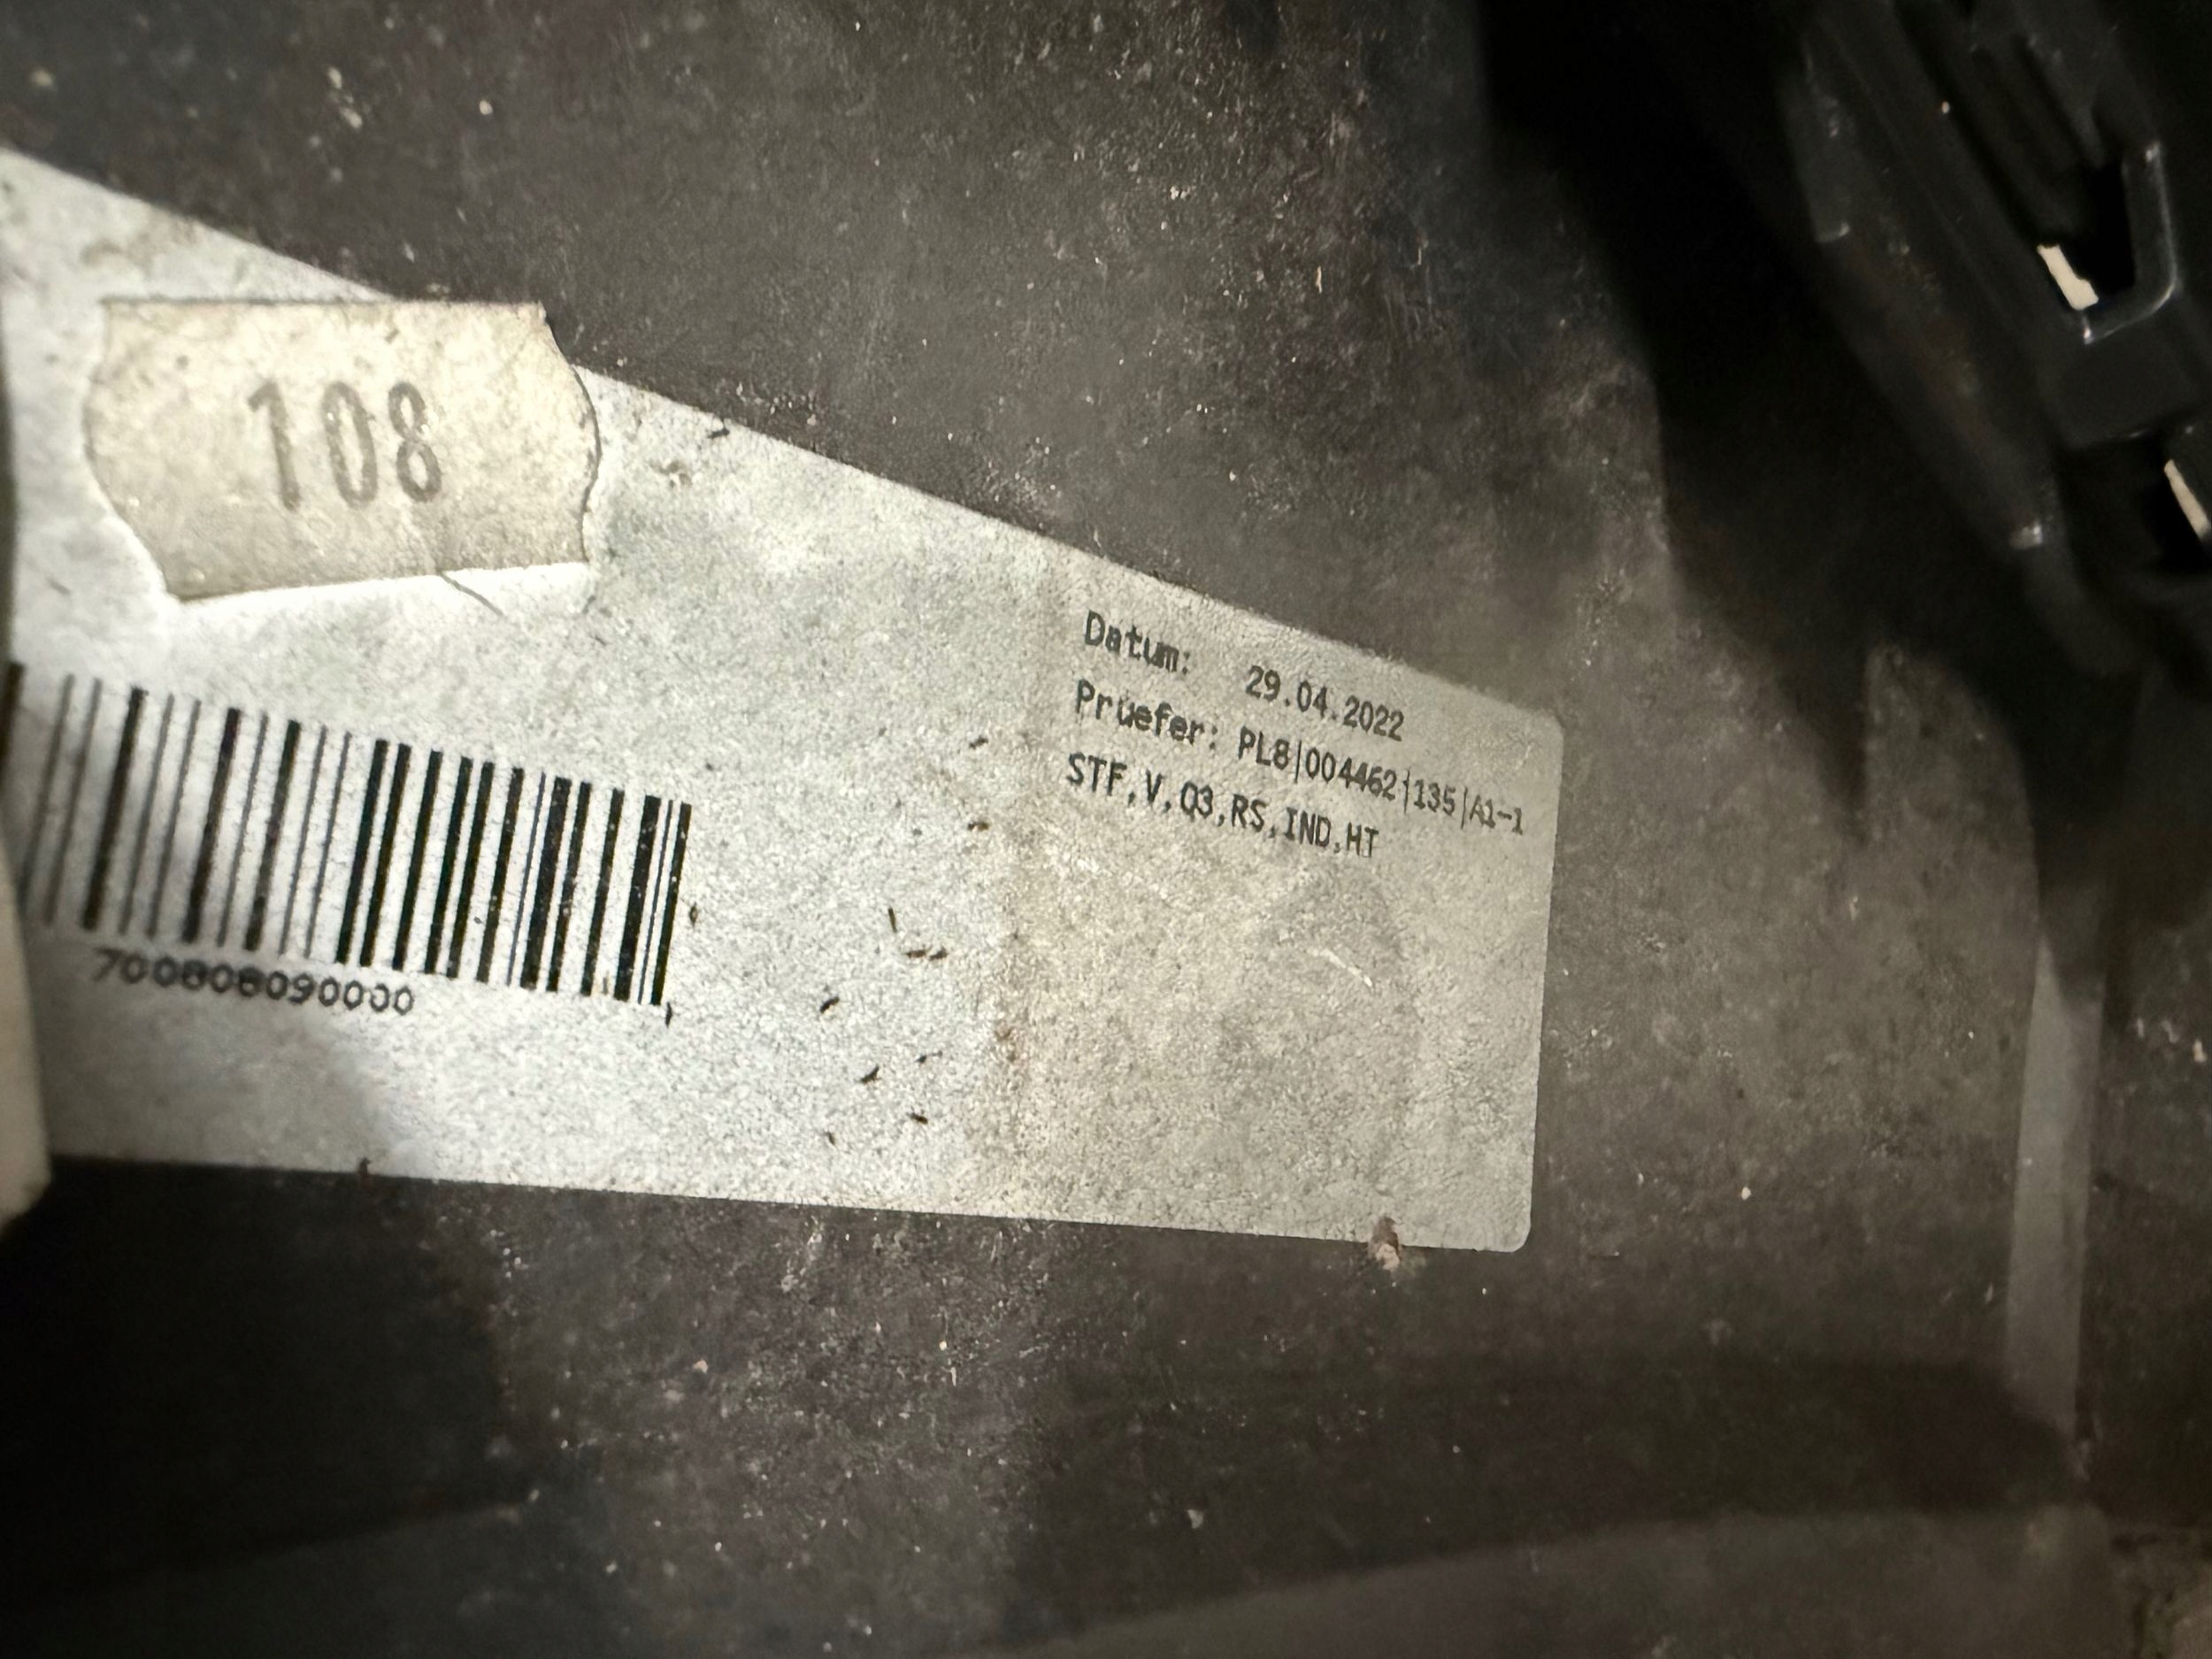 108
Datum: 29.04.2022
Pruefer: PL8|004462|135|A1-1
STF,V,Q3,RS,IND,HT
700808090000